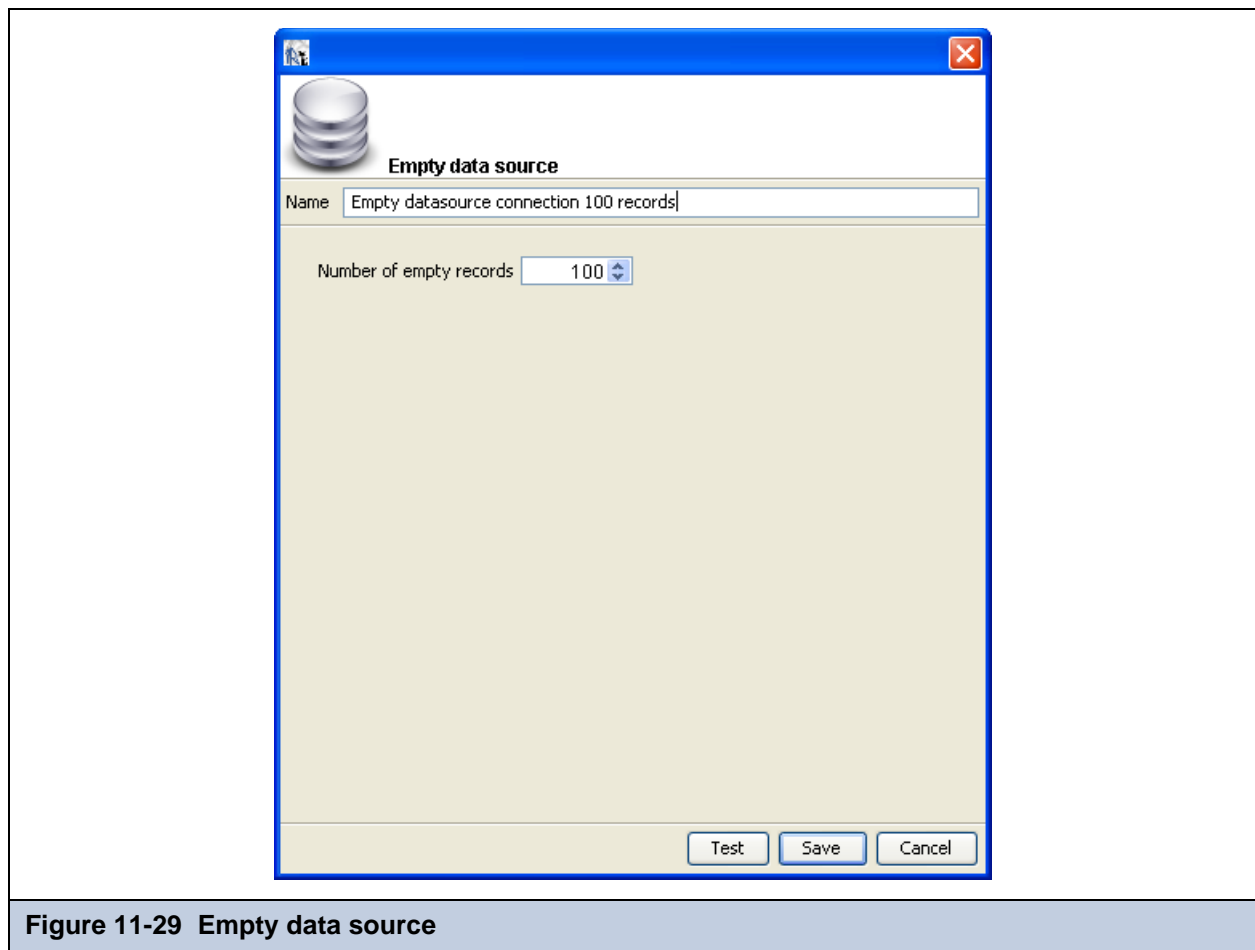 Empty data source
Name Empty datasource connection 100 records
Number of empty records 100
Test Save Cancel
Figure 11-29 Empty data source